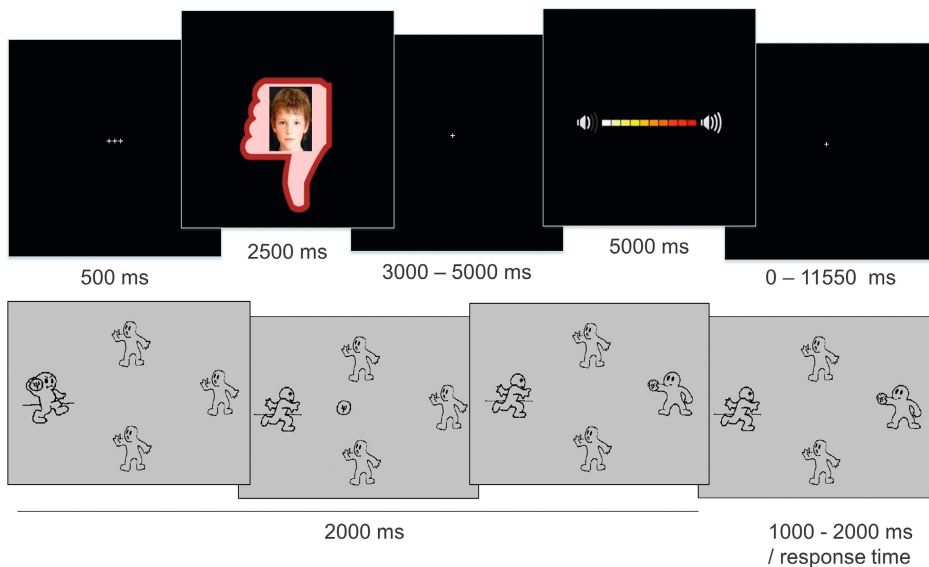 +++
+
+
2500 ms
5000 ms
500 ms
3000 – 5000 ms
0 – 11550 ms
2000 ms
1000 - 2000 ms
/ response time